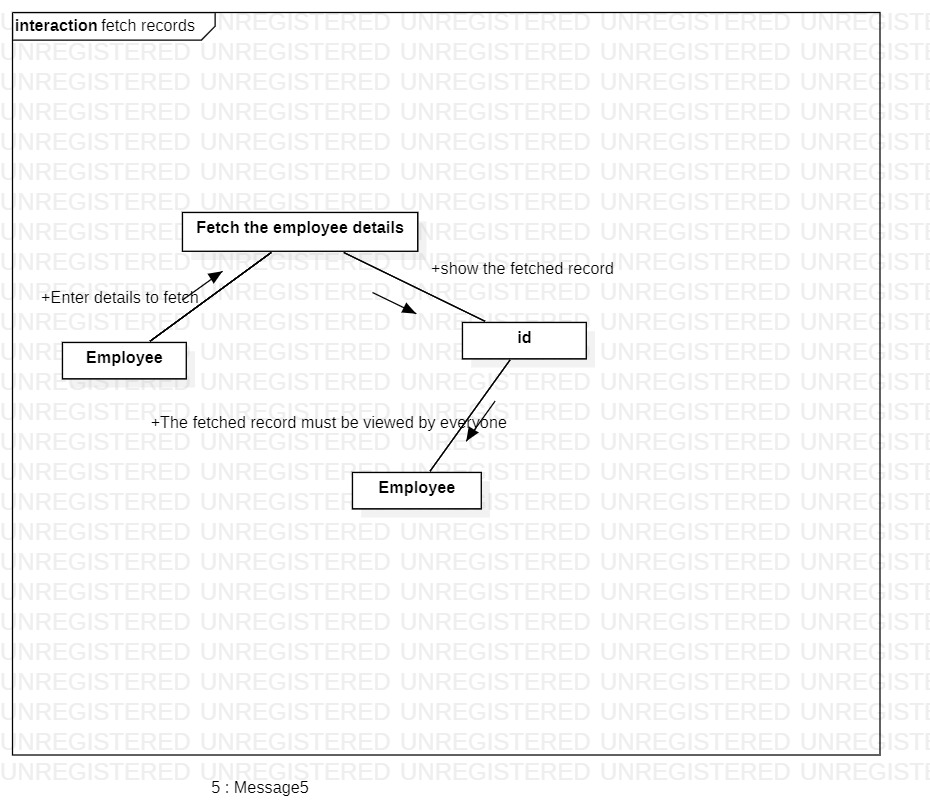 interaction fetch records
Fetch the employee details
+show the fetched record
+Enter details to fetch
id
Employee
+The fetched record must be viewed by everyone
Employee
5 : Message5
UNREGISTERED